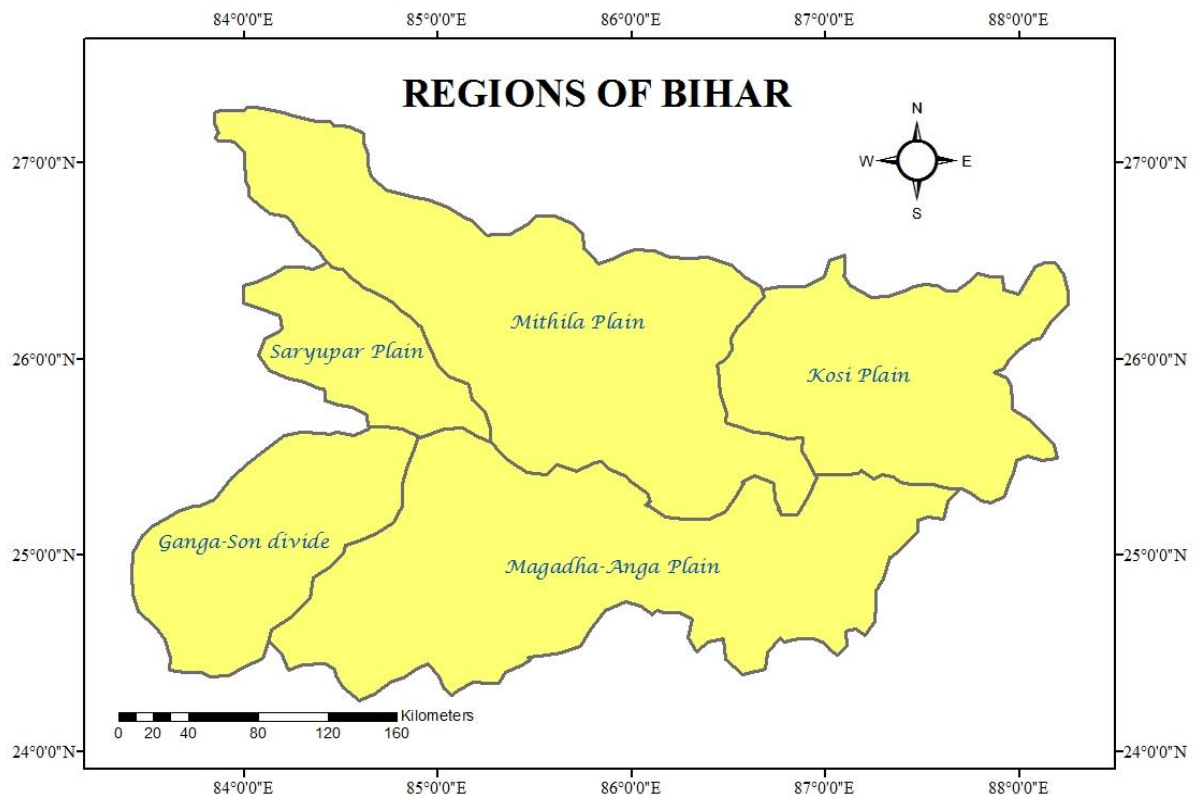 84°0'0"E 85°0'0"E 86°0'0"E 87°0'0"E 88°0'0"E
REGIONS OF BIHAR
N
W E
S
27°0'0"N 27°0'0"N
Mithila Plain
Saryupar Plain
26°0'0"N 26°0'0"N
Kosi Plain
Ganga-Son divide
25°0'0"N 25°0'0"N
Magadha-Anga Plain
Kilometers
0 20 40 80 120 160
24°0'0"N 24°0'0"N
84°0'0"E 85°0'0"E 86°0'0"E 87°0'0"E 88°0'0"E